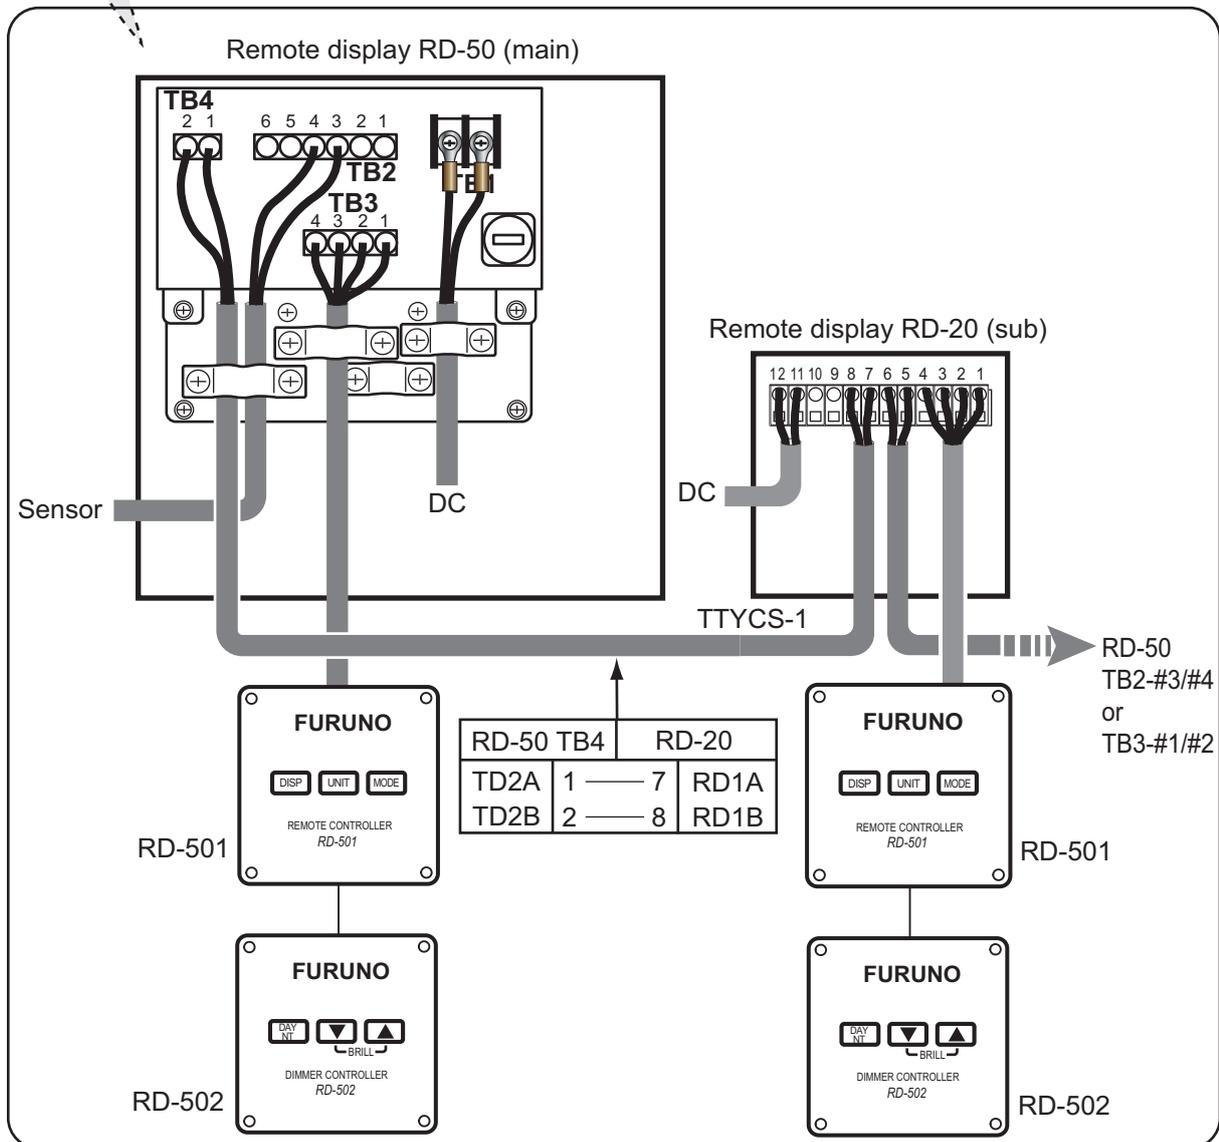 Remote display RD-50 (main)
TB4
2 1
6 5 4 3 2 1
TB2
TB1
TB3
4 3 2 1
Sensor
DC
Remote display RD-20 (sub)
12 11 10 9 8 7 6 5 4 3 2 1
DC
TTYCS-1
RD-50
TB2-#3/#4
or
TB3-#1/#2
RD-50 TB4 RD-20
TD2A 1 7 RD1A
TD2B 2 8 RD1B
FURUNO
DISP UNIT MODE
REMOTE CONTROLLER
RD-501
RD-501
FURUNO
DISP UNIT MODE
REMOTE CONTROLLER
RD-501
RD-501
FURUNO
DAY
NT
BRILL
DIMMER CONTROLLER
RD-502
RD-502
FURUNO
DAY
NT
BRILL
DIMMER CONTROLLER
RD-502
RD-502